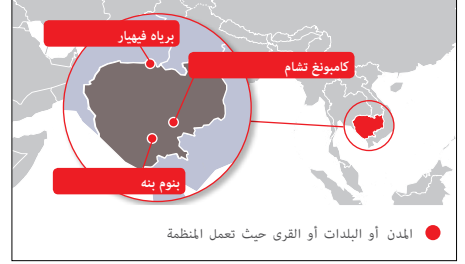 برياه فيهيار
كامبونغ تشام
بنوم بنه
المدن أو البلدات أو القرى حيث تعمل المنظمة